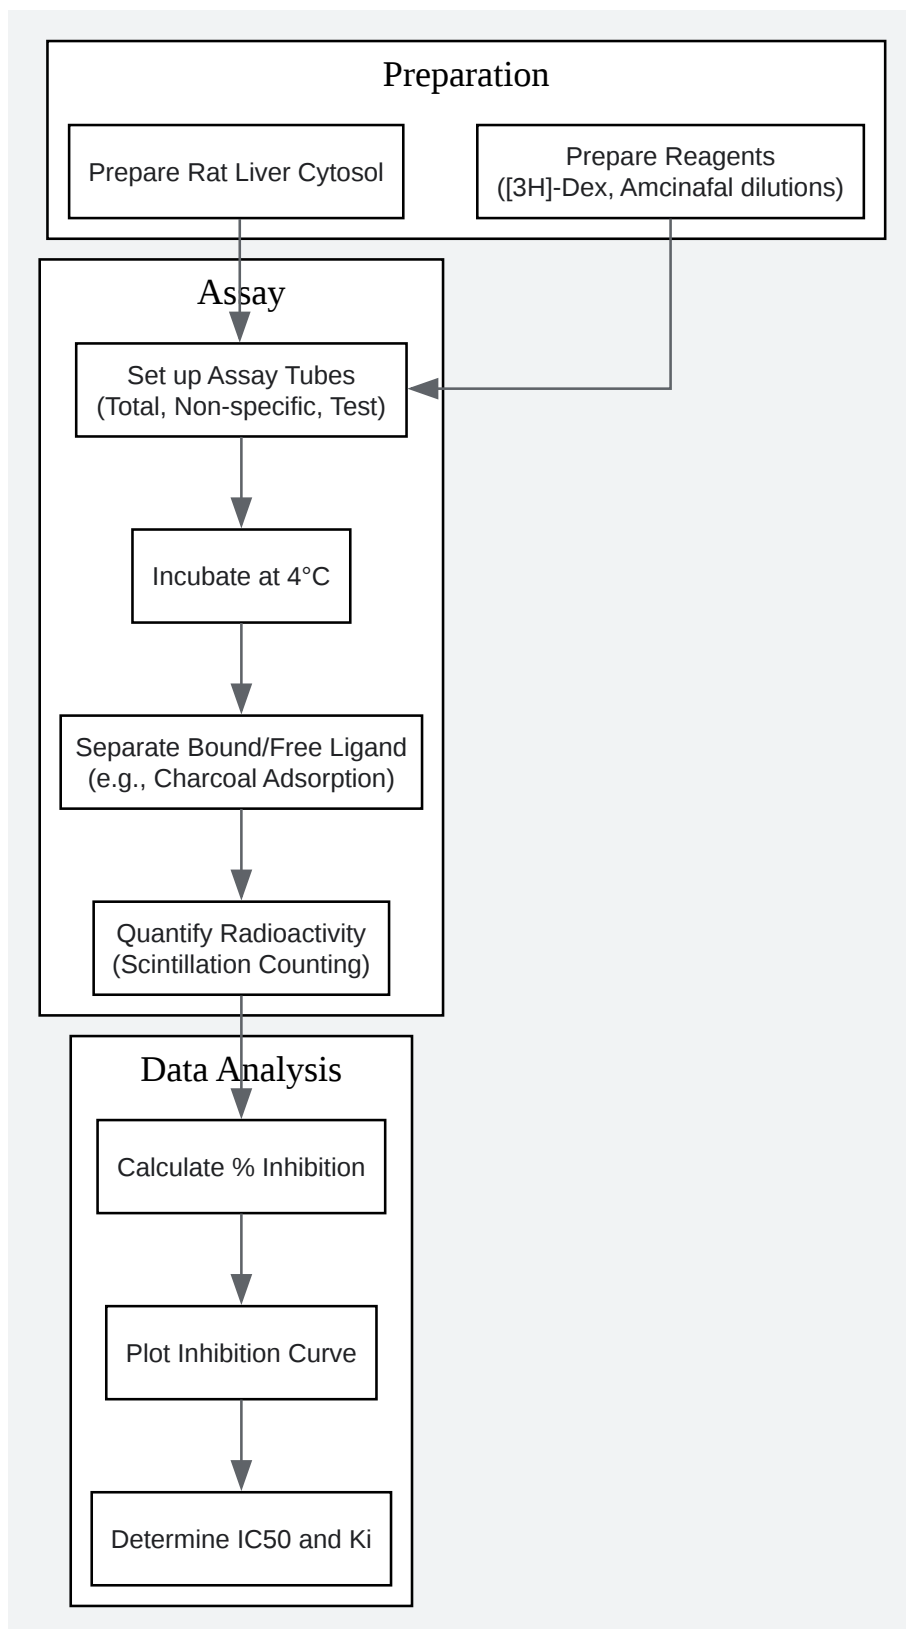 Preparation
Prepare Rat Liver Cytosol
Prepare Reagents
([3H]-Dex, Amcinafal dilutions)
Assay
Set up Assay Tubes
(Total, Non-specific, Test)
Incubate at 4°C
Separate Bound/Free Ligand
(e.g., Charcoal Adsorption)
Quantify Radioactivity
(Scintillation Counting)
Data Analysis
Calculate % Inhibition
Plot Inhibition Curve
Determine IC50 and Ki